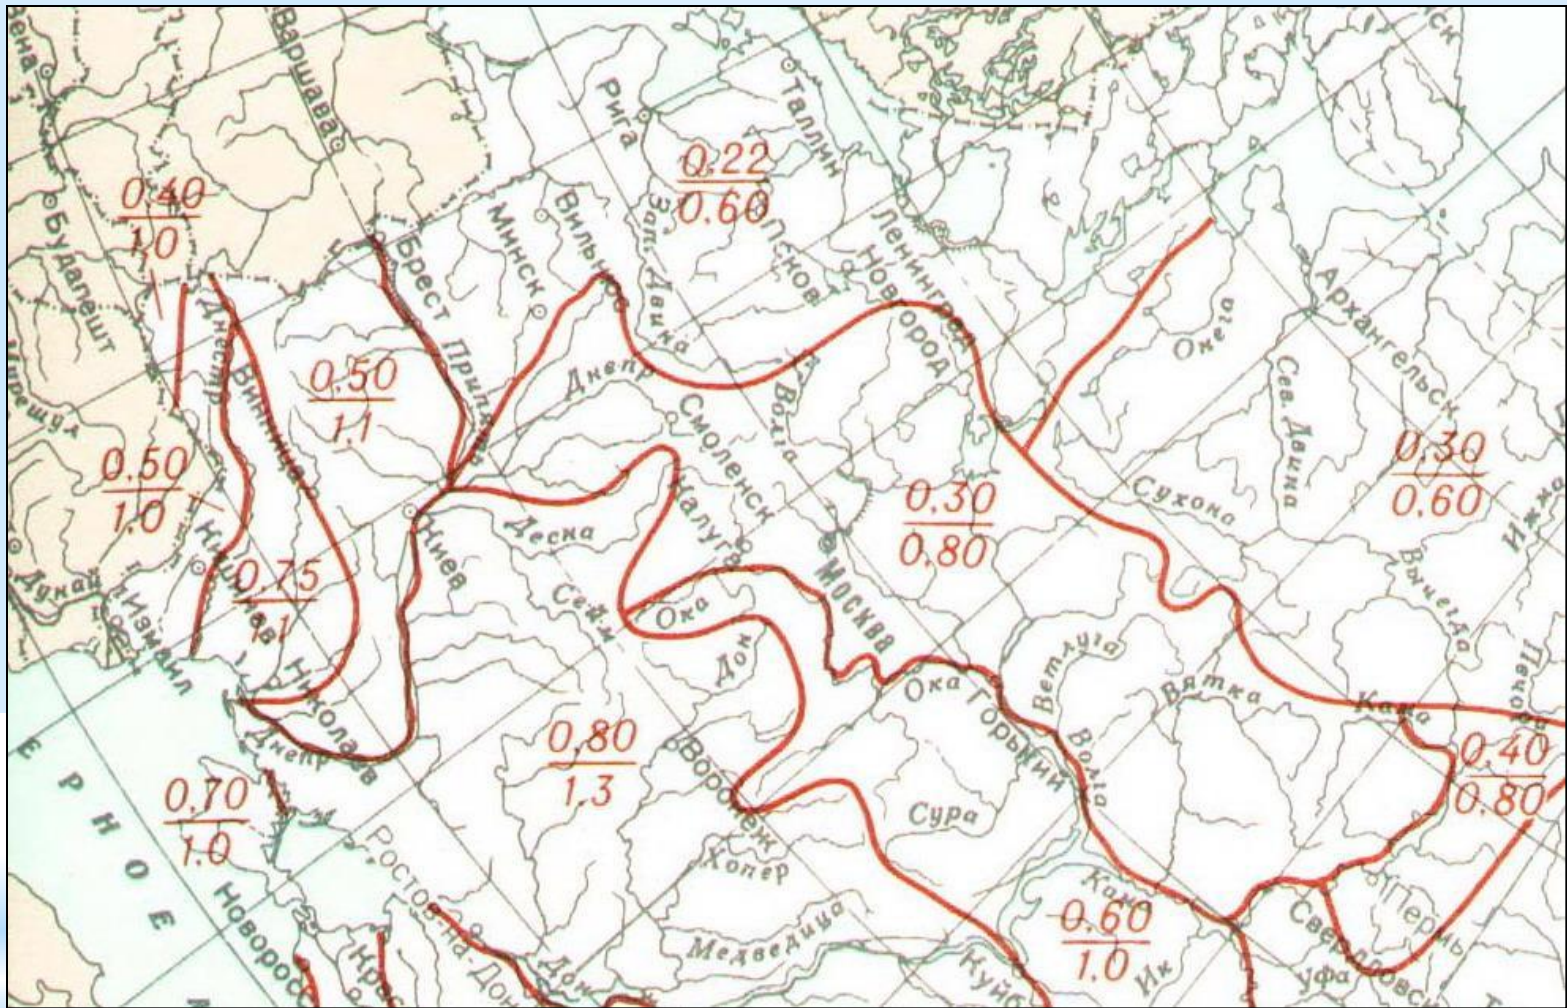 Вена
Варшава
Будапешт
Рига
Таллин
0,22
0,60
0,40
1,0
Вильнюс
Минск
Зап. Двина
Псков
Ленинград
Новгород
Брест
Припять
Днестр
Винница
0,50
1,1
Днепр
Волга
Смоленск
Онега
Архангельск
Сев. Двина
0,30
0,60
0,50
1,0
Калуга
0,30
0,80
Сухона
Десна
Киев
Москва
Вычегда
Кишинев
Дунай
Измаил
0,75
1,1
Сейм
Ока
Дон
Ветлуга
Вятка
Кама
Печора
Ока
Горький
Николаев
Днепр
0,80
1,3
Воронеж
Волга
0,40
0,80
0,70
1,0
Сура
Хопер
Ростов-на-Дон
Новоросс
Медведица
Кама
0,60
1,0
Пермь
Свердловск
Дон
Куйб
Ик
Уфа
Крас
Е Р Н О Е